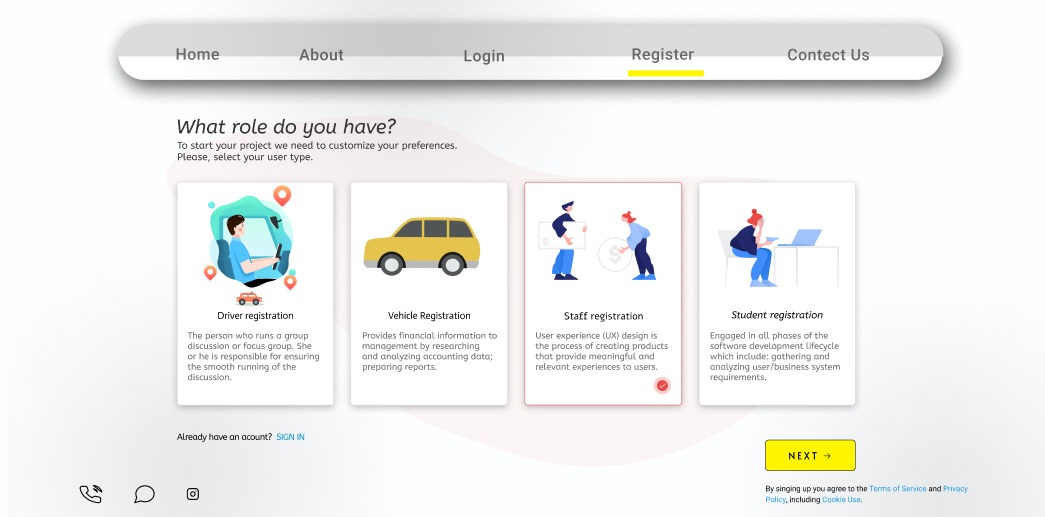 Home About Login Register Contect Us
What role do you have?
To start your project we need to customize your preferences.
Please, select your user type.
Driver registration
The person who runs a group
discussion or focus group. She
or he is responsible for ensuring
the smooth running of the
discussion.
Vehicle Registration
Provides financial information to
management by researching
and analyzing accounting data;
preparing reports.
Staff registration
User experience (UX) design is
the process of creating products
that provide meaningful and
relevant experiences to users.
Student registration
Engaged in all phases of the
software development lifecycle
which include: gathering and
analyzing user/business system
requirements.
Already have an acount? SIGN IN
NEXT →
By singing up you agree to the Terms of Service and Privacy
Policy, including Cookie Use.